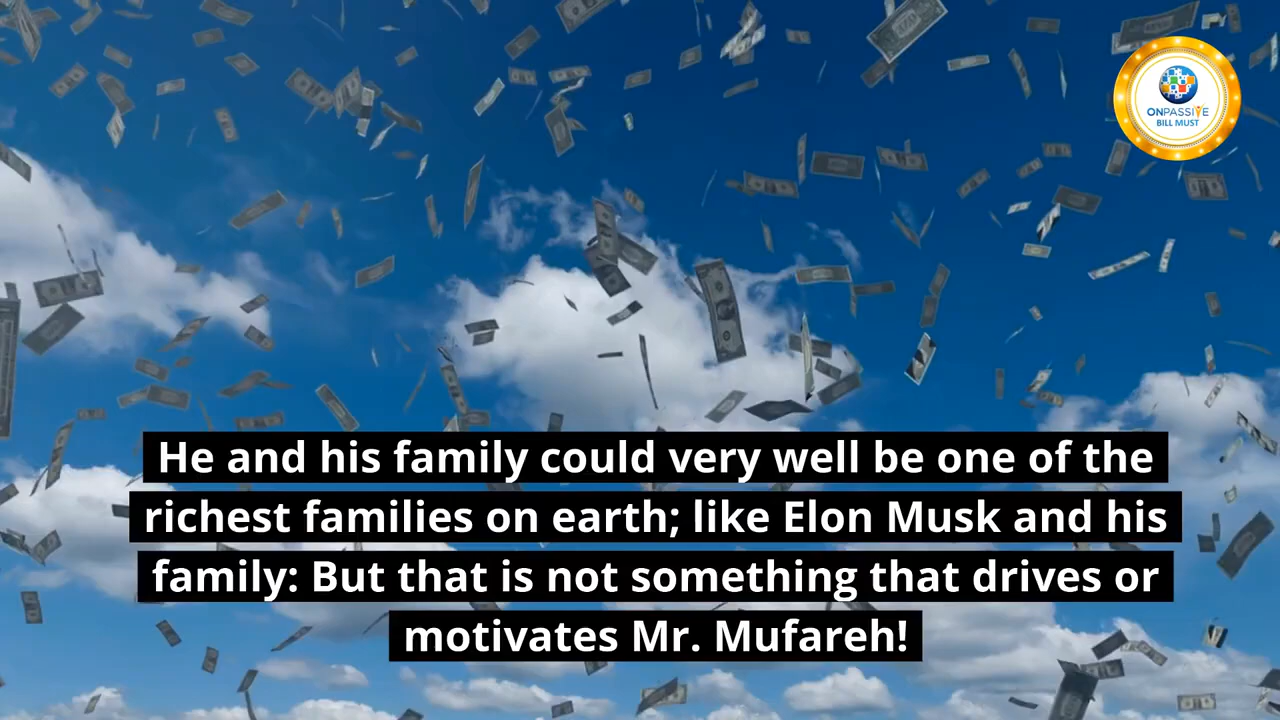 ONPASSIVE
BILL MUST
He and his family could very well be one of the
richest families on earth; like Elon Musk and his
family: But that is not something that drives or
motivates Mr. Mufareh!